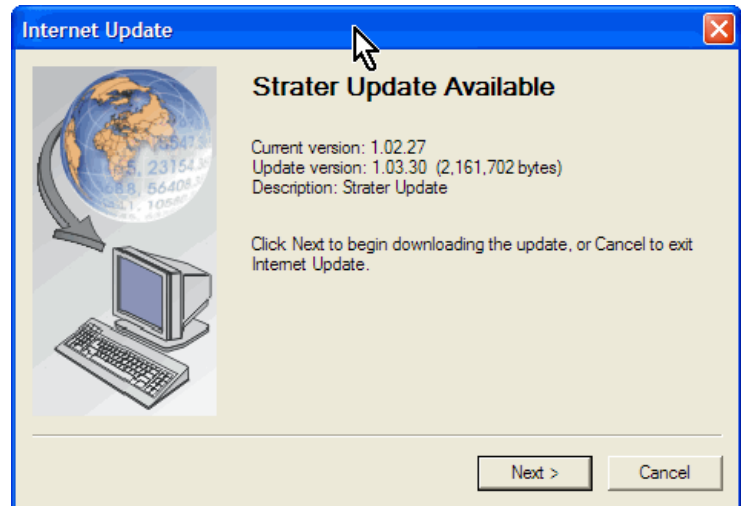 Internet Update
Strater Update Available
Current version: 1.02.27
Update version: 1.03.30 (2,161,702 bytes)
Description: Strater Update
Click Next to begin downloading the update, or Cancel to exit
Internet Update.
Next >
Cancel